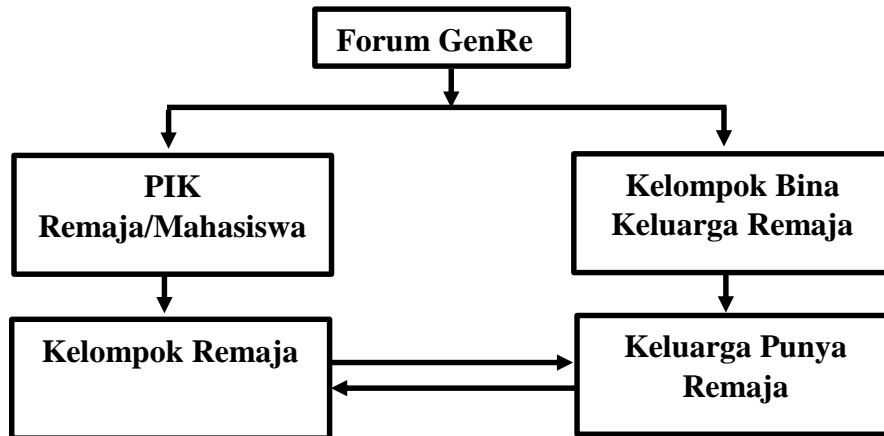 Forum GenRe
PIK
Remaja/Mahasiswa
Kelompok Bina
Keluarga Remaja
Kelompok Remaja
Keluarga Punya
Remaja